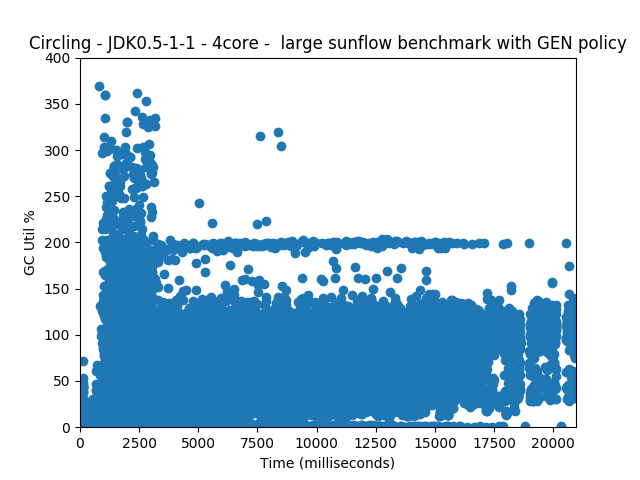 Circling - JDK0.5-1-1 - 4core -  large sunflow benchmark with GEN policy
400
350
300
250
200
150
100
50
0
GC Util %
0 2500 5000 7500 10000 12500 15000 17500 20000
Time (milliseconds)